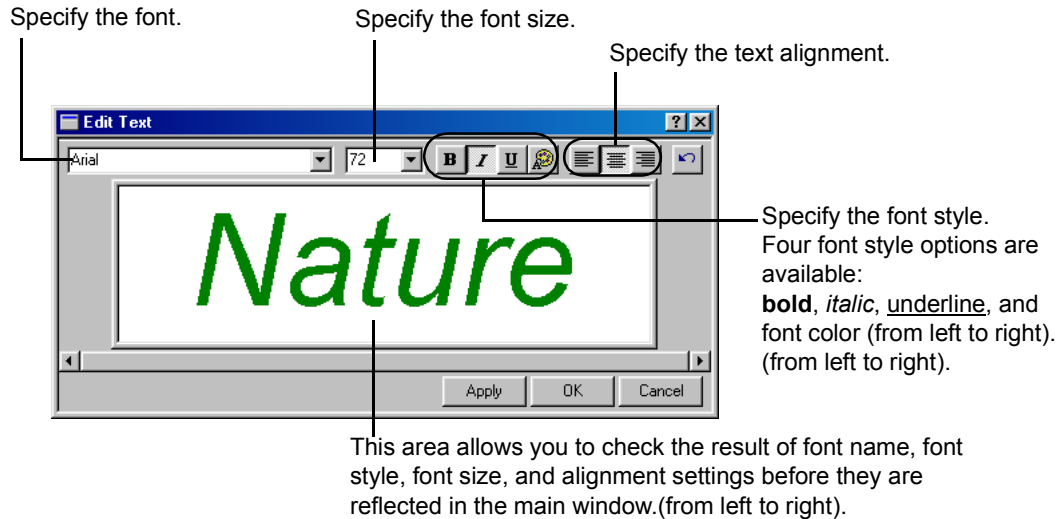 Specify the font.
Specify the font size.
Specify the text alignment.
Edit Text
Arial
72
B I U A
Nature
Specify the font style.
Four font style options are
available:
bold, italic, underline, and
font color (from left to right).
(from left to right).
Apply OK Cancel
This area allows you to check the result of font name, font
style, font size, and alignment settings before they are
reflected in the main window.(from left to right).